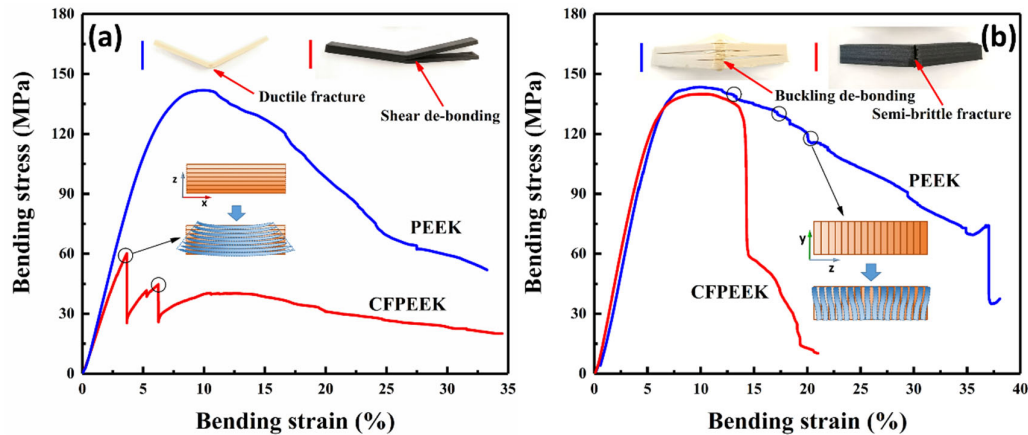 (a)
Ductile fracture
Shear de-bonding
z
x
PEEK
CFPEEK
180
150
120
90
60
30
0
0 5 10 15 20 25 30 35
Bending stress (MPa)
Bending strain (%)
(b)
Buckling de-bonding
Semi-brittle fracture
PEEK
y
z
CFPEEK
180
150
120
90
60
30
0
0 5 10 15 20 25 30 35 40
Bending stress (MPa)
Bending strain (%)